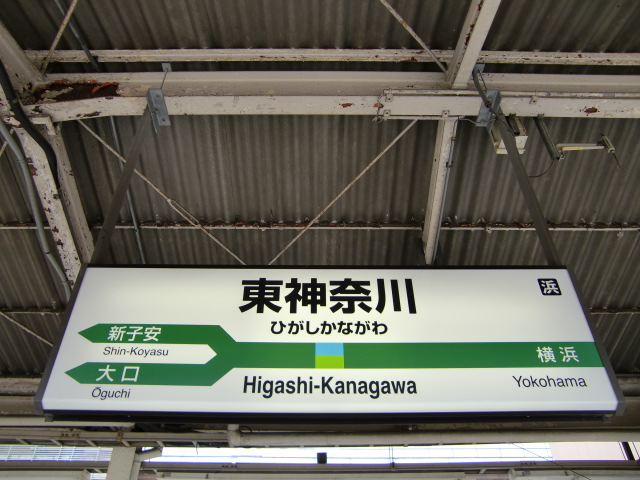 東神奈川
浜
ひがしかながわ
新子安
Shin-Koyasu
横浜
大口
Ōguchi
Higashi-Kanagawa
Yokohama